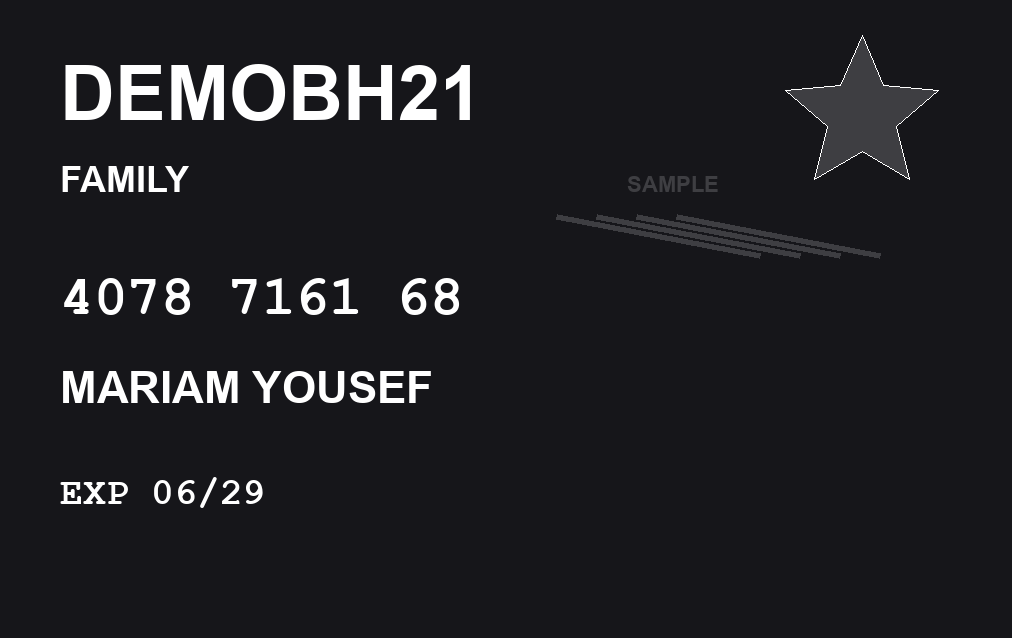 DEMOBH21
FAMILY
SAMPLE
4078 7161 68
MARIAM YOUSEF
EXP 06/29